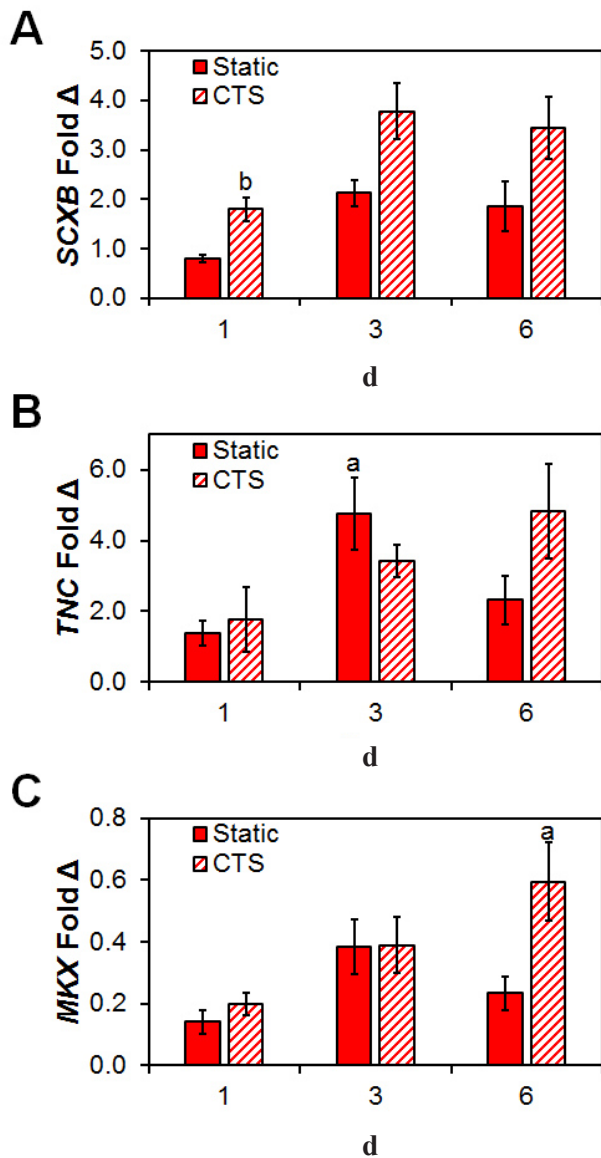 A
SCXB Fold Δ
5.0
4.0
3.0
2.0
1.0
0.0
Static
CTS
b
1 3 6
d
B
TNC Fold Δ
6.0
4.0
2.0
0.0
Static
CTS
a
1 3 6
d
C
MKX Fold Δ
0.8
0.6
0.4
0.2
0.0
Static
CTS
a
1 3 6
d